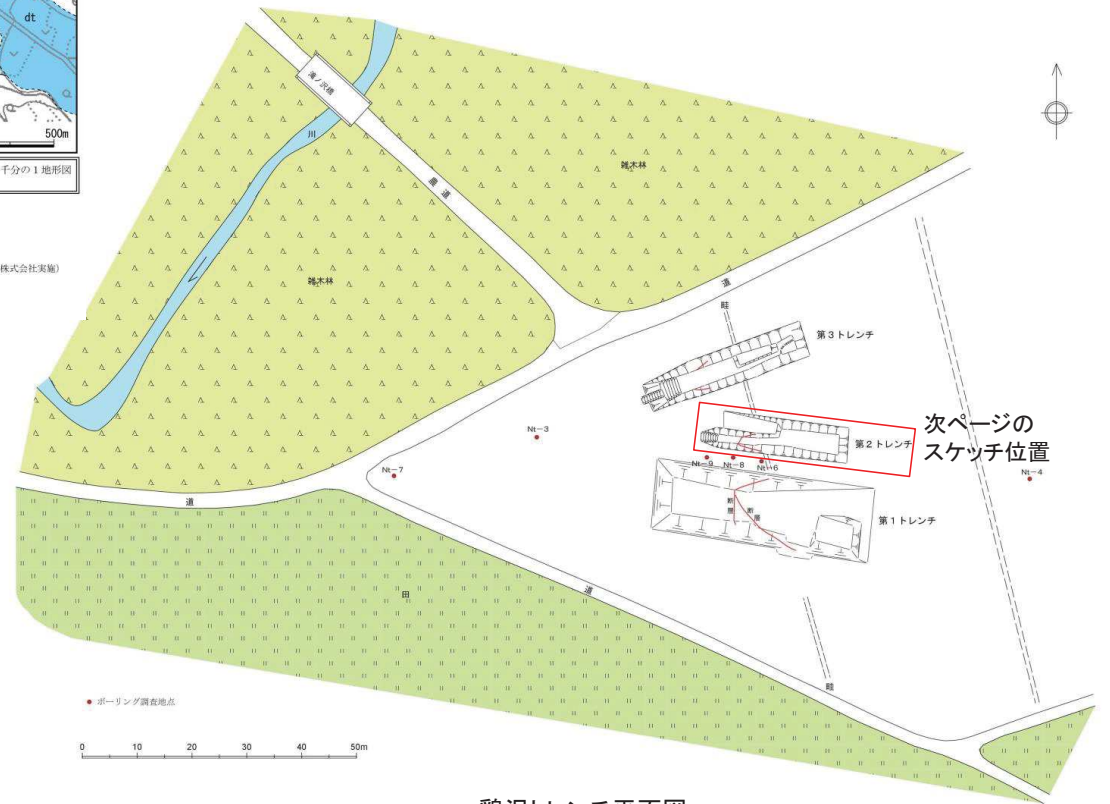 dt
500m
千分の1地形図
株式会社実施)
滝ノ沢橋
川
農道
雑木林
雑木林
道
畦
第3トレンチ
次ページの
スケッチ位置
第2トレンチ
Nt-3
Nt-9
Nt-8
Nt-6
Nt-4
Nt-7
断層
断層
第1トレンチ
道
田
道
畦
ボーリング調査地点
0 10 20 30 40 50m